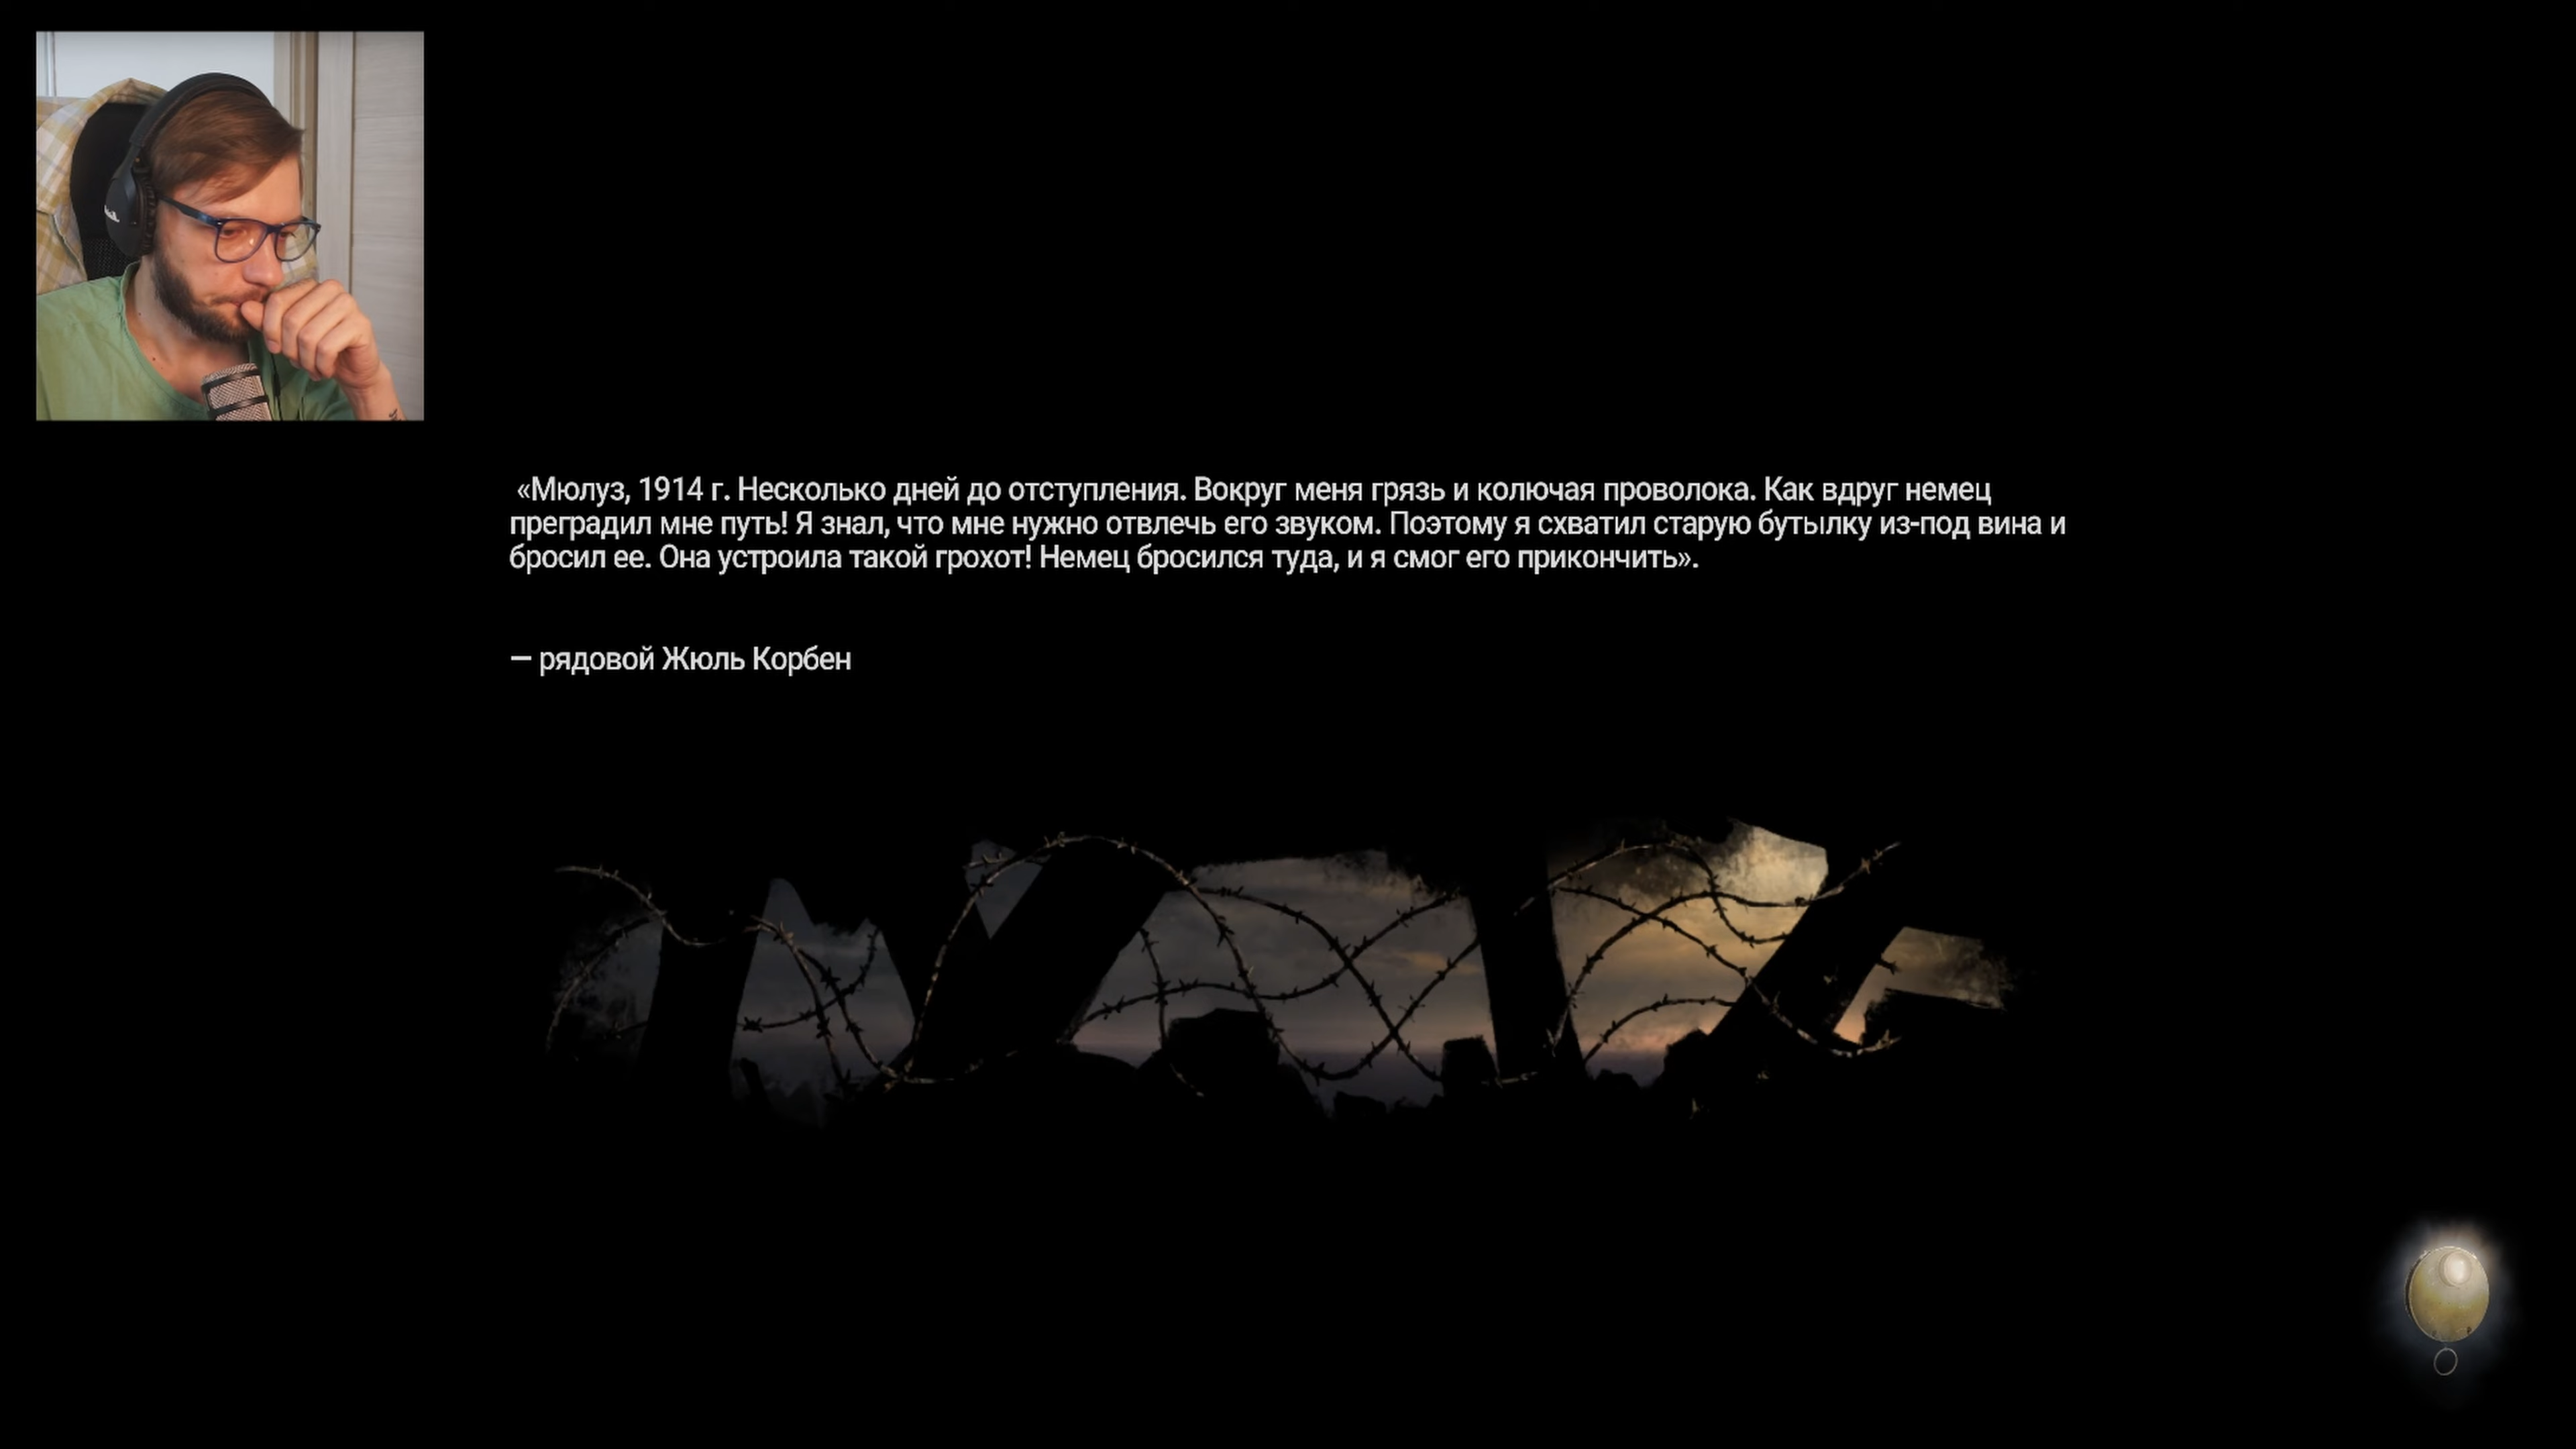 «Мюлуз, 1914 г. Несколько дней до отступления. Вокруг меня грязь и колючая проволока. Как вдруг немец
преградил мне путь! Я знал, что мне нужно отвлечь его звуком. Поэтому я схватил старую бутылку из-под вина и
бросил ее. Она устроила такой грохот! Немец бросился туда, и я смог его прикончить».
— рядовой Жюль Корбен